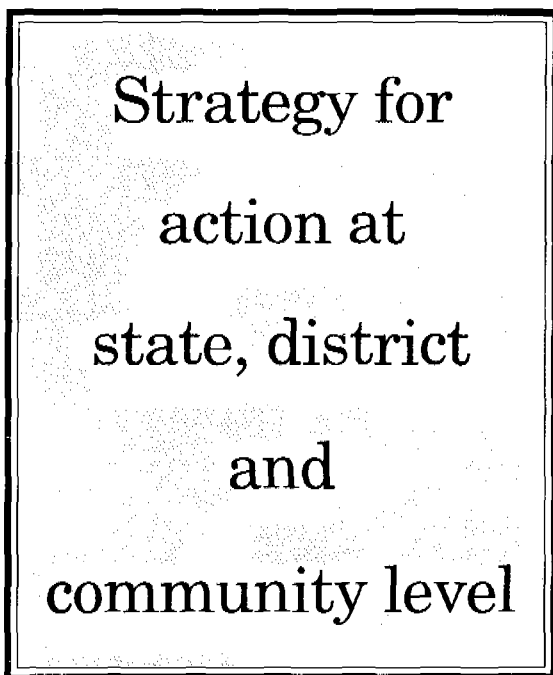 Strategy for
action at
state, district
and
community level